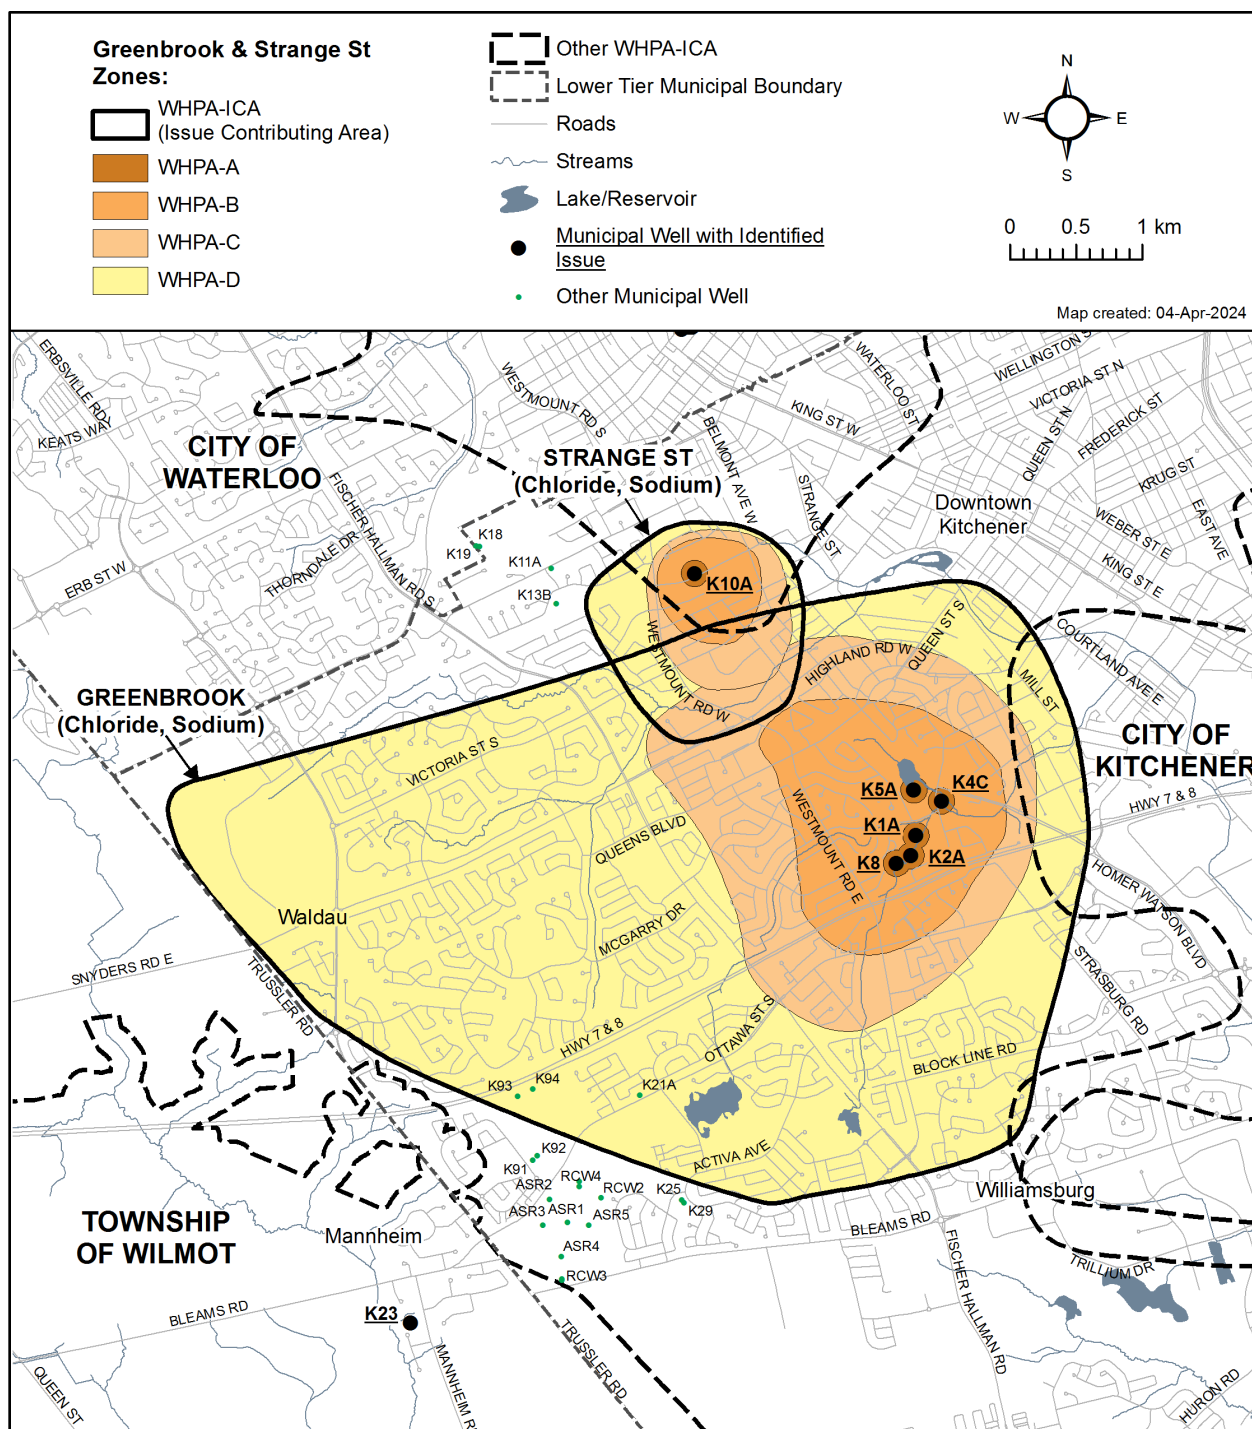 Greenbrook & Strange St
Zones:
WHPA-ICA
(Issue Contributing Area)
WHPA-A
WHPA-B
WHPA-C
WHPA-D
Other WHPA-ICA
Lower Tier Municipal Boundary
Roads
Streams
Lake/Reservoir
Municipal Well with Identified
Issue
Other Municipal Well
N
W
E
S
0 0.5 1 km
Map created: 04-Apr-2024
ERBSVILLE RD
KEATS WAY
CITY OF
WATERLOO
FISCHER HALLMAN RD S
THORNDALE DR
ERB ST W
WESTMOUNT RD S
STRANGE ST
(Chloride, Sodium)
BELMONT AVE W
KING ST W
WATERLOO ST
WELLINGTON S
VICTORIA ST N
QUEEN ST N
FREDERICK ST
KRUG ST
EAST AVE
WEBER ST E
KING ST E
STRANGE ST
Downtown
Kitchener
K18
K19
K11A
K13B
K10A
WESTMOUNT RD W
HIGHLAND RD W
QUEEN ST S
COURTLAND AVE E
MILL ST
GREENBROOK
(Chloride, Sodium)
VICTORIA ST S
CITY OF
KITCHENER
HWY 7 & 8
K5A
K4C
K1A
K2A
K8
WESTMOUNT RD E
QUEENS BLVD
MCGARRY DR
Waldau
SNYDERS RD E
TRUSSLER RD
HOMER WATSON BLVD
STRASBURG RD
HWY 7 & 8
OTTAWA ST S
BLOCK LINE RD
K93
K94
K21A
ACTIVA AVE
K92
K91
RCW4
ASR2
RCW2
K25
K29
ASR3
ASR1
ASR5
ASR4
RCW3
Williamsburg
BLEAMS RD
FISCHER HALLMAN RD
TRILLIUM DR
TOWNSHIP
OF WILMOT
Mannheim
BLEAMS RD
K23
TRUSSLER RD
MANNHEIM R
QUEEN ST
HURON RD